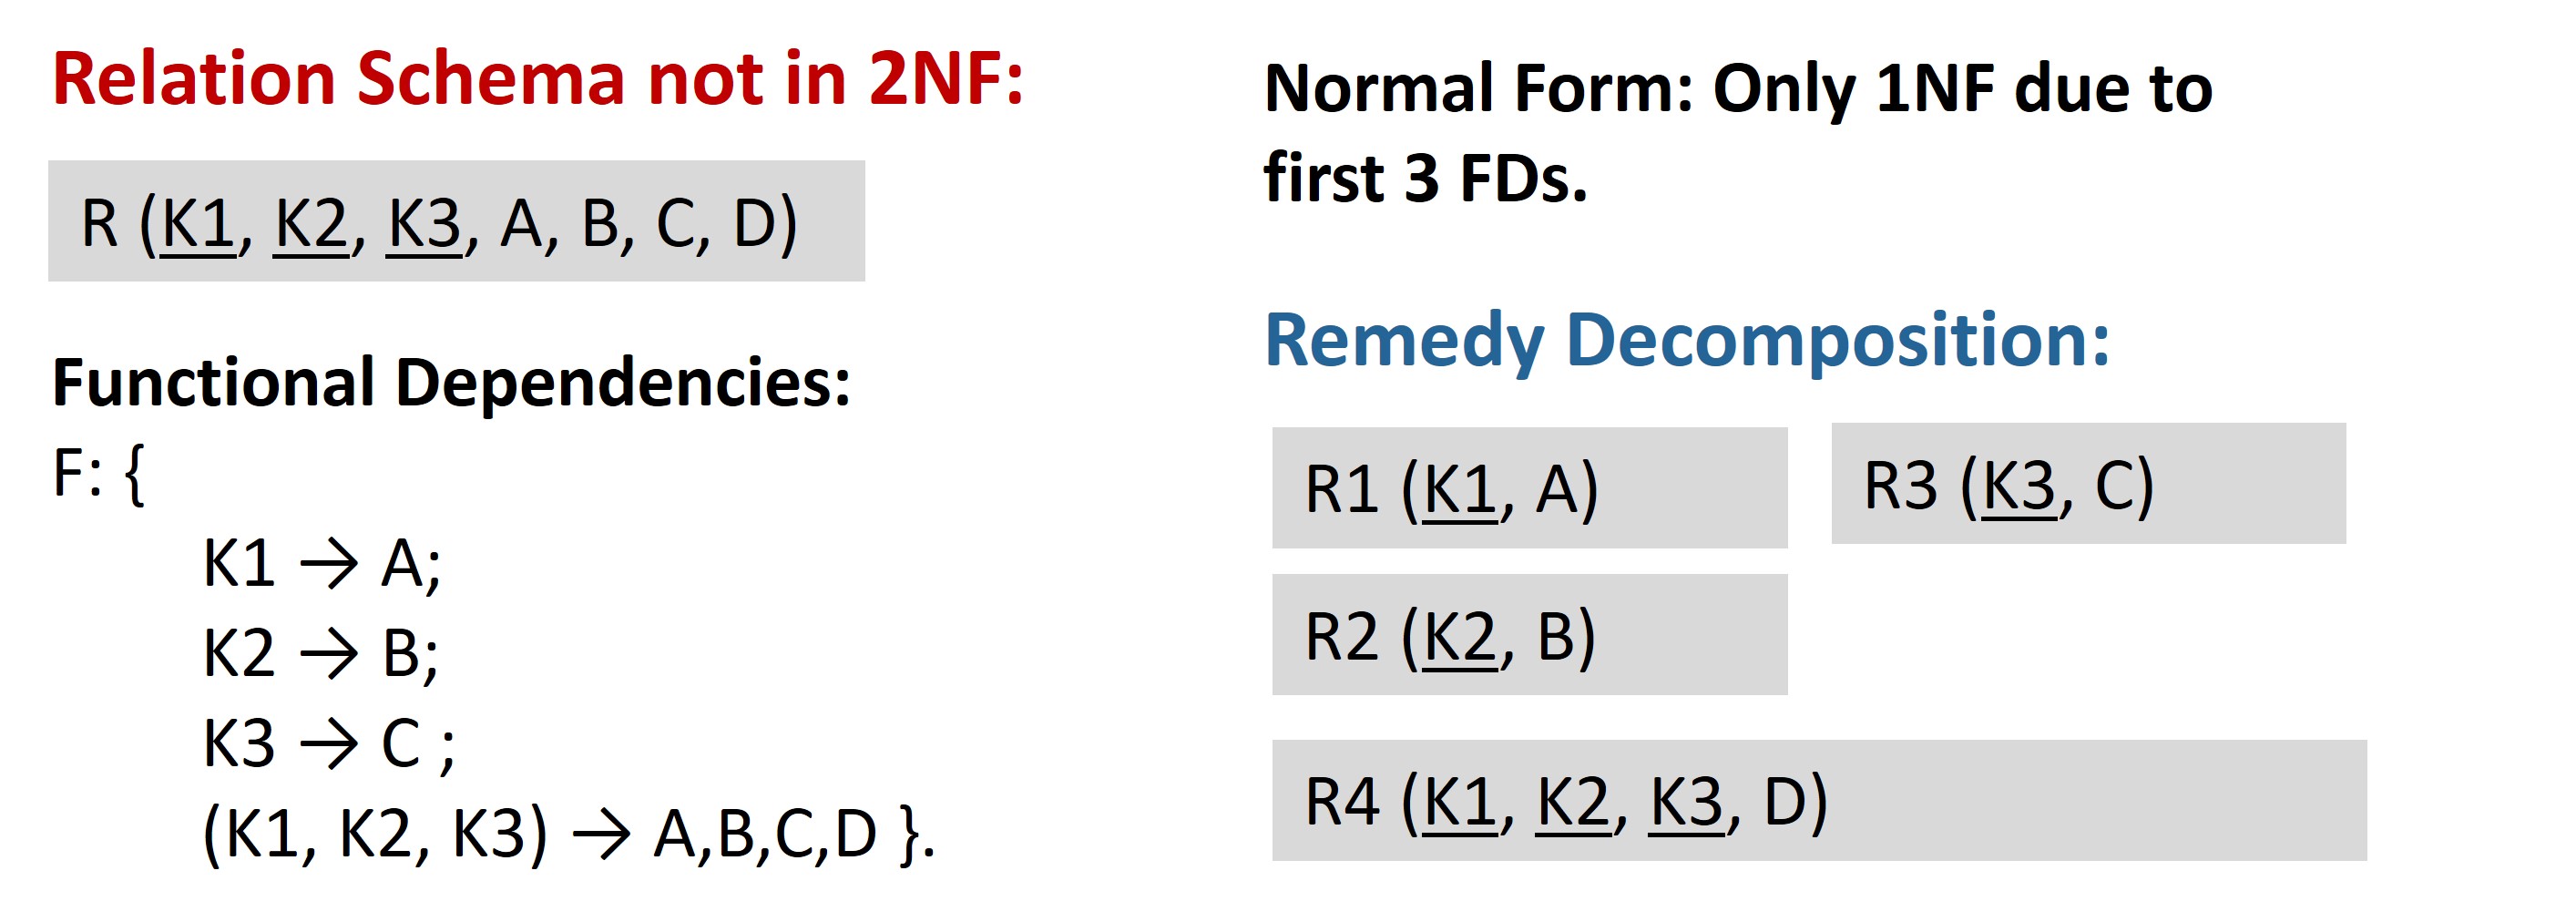 Relation Schema not in 2NF:
R (K1, K2, K3, A, B, C, D)
Functional Dependencies:
F: {
K1 → A;
K2 → B;
K3 → C ;
(K1, K2, K3) → A,B,C,D }.
Normal Form: Only 1NF due to
first 3 FDs.
Remedy Decomposition:
R1 (K1, A)
R3 (K3, C)
R2 (K2, B)
R4 (K1, K2, K3, D)